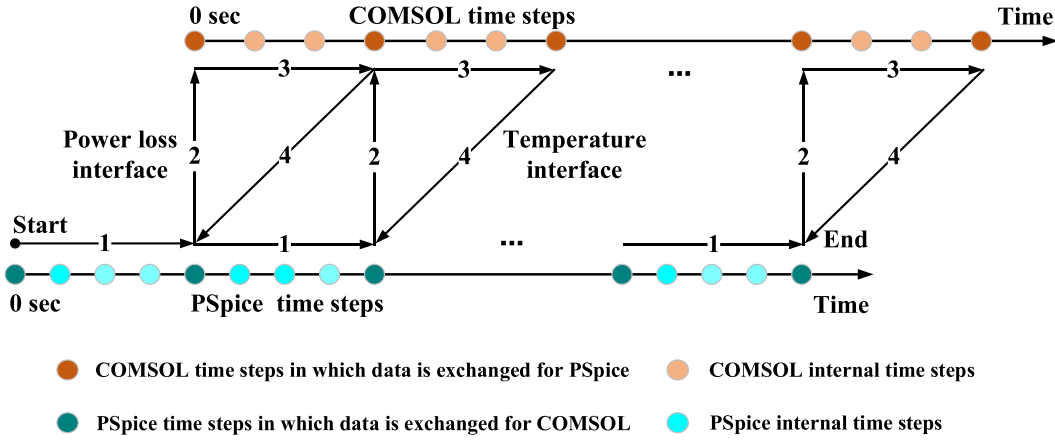 0 sec COMSOL time steps Time
3 3 ... 3
Power loss
interface
2 4 2 4 2 4
Temperature
interface
Start
1 1 ... 1 End
0 sec PSpice time steps Time
COMSOL time steps in which data is exchanged for PSpice
COMSOL internal time steps
PSpice time steps in which data is exchanged for COMSOL
PSpice internal time steps